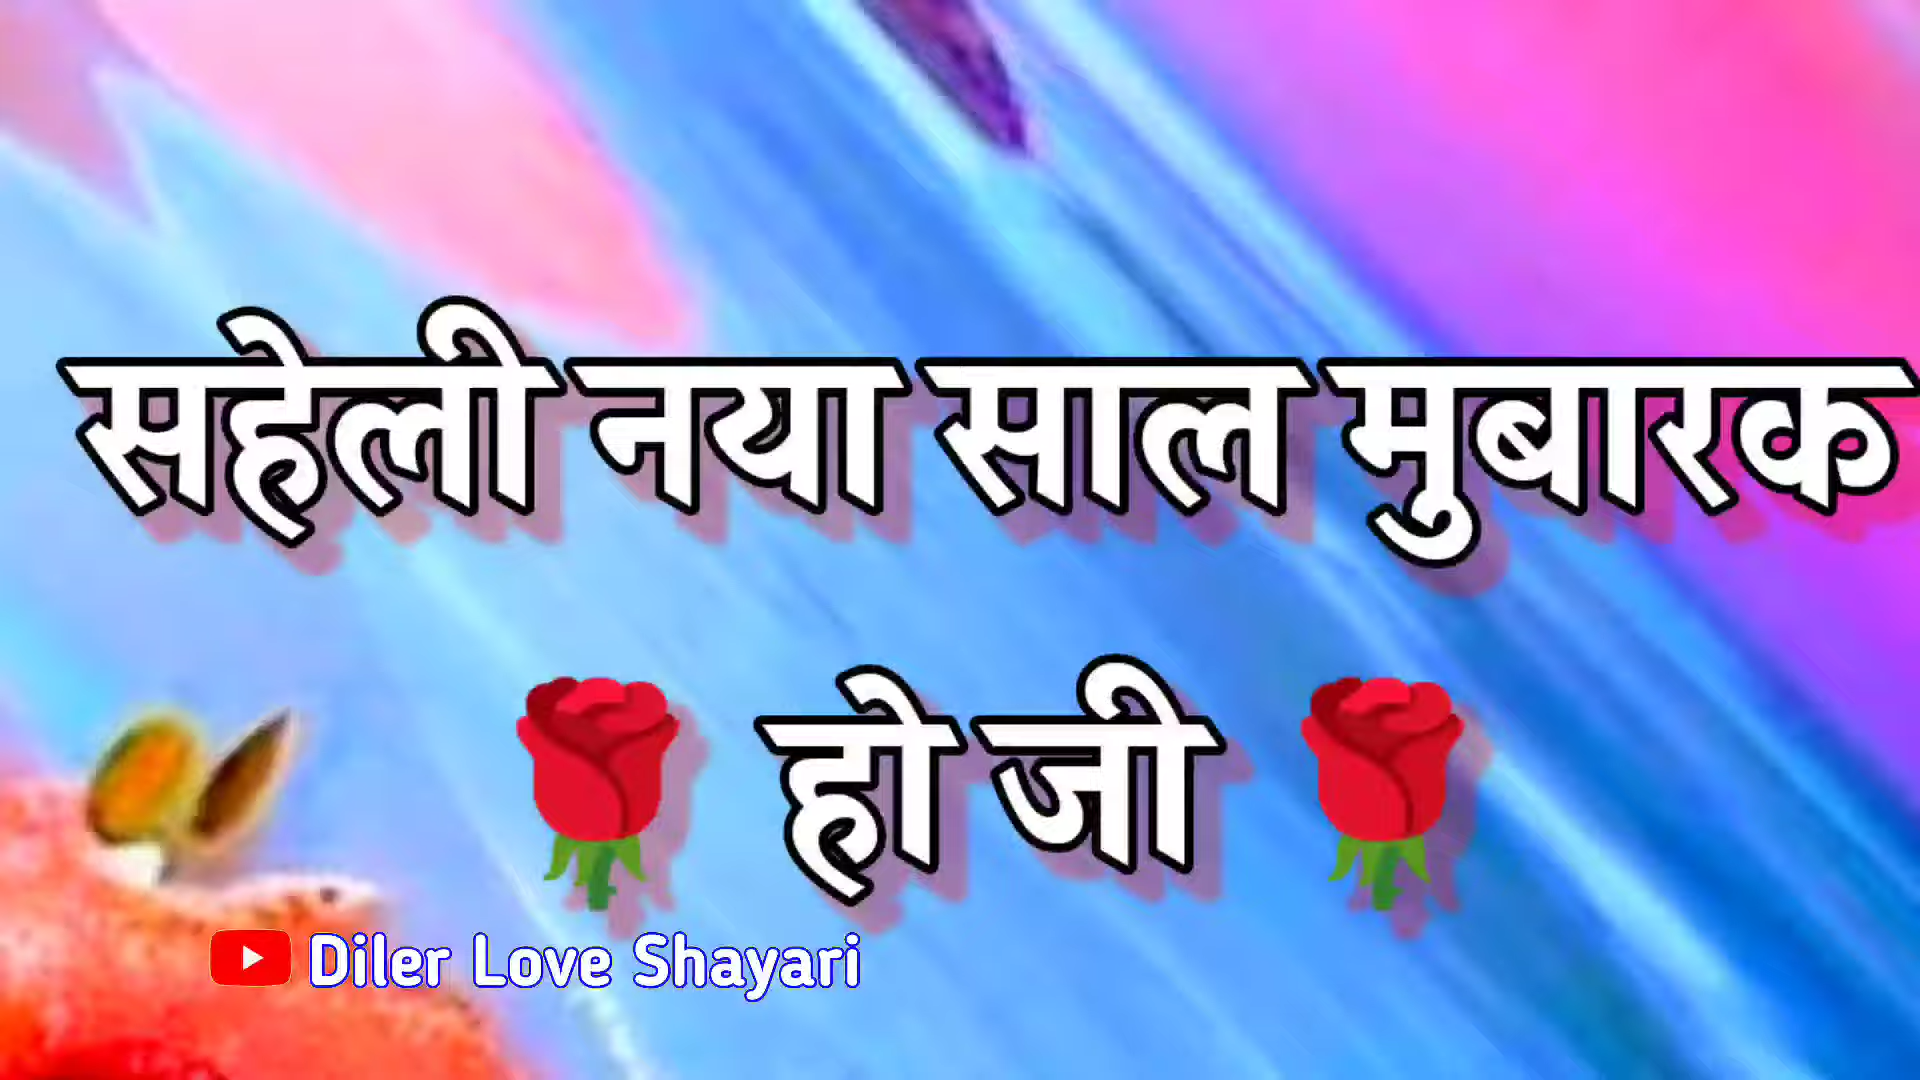 सहेली नया साल मुबारक
🌹 हो जी 🌹
Diler Love Shayari